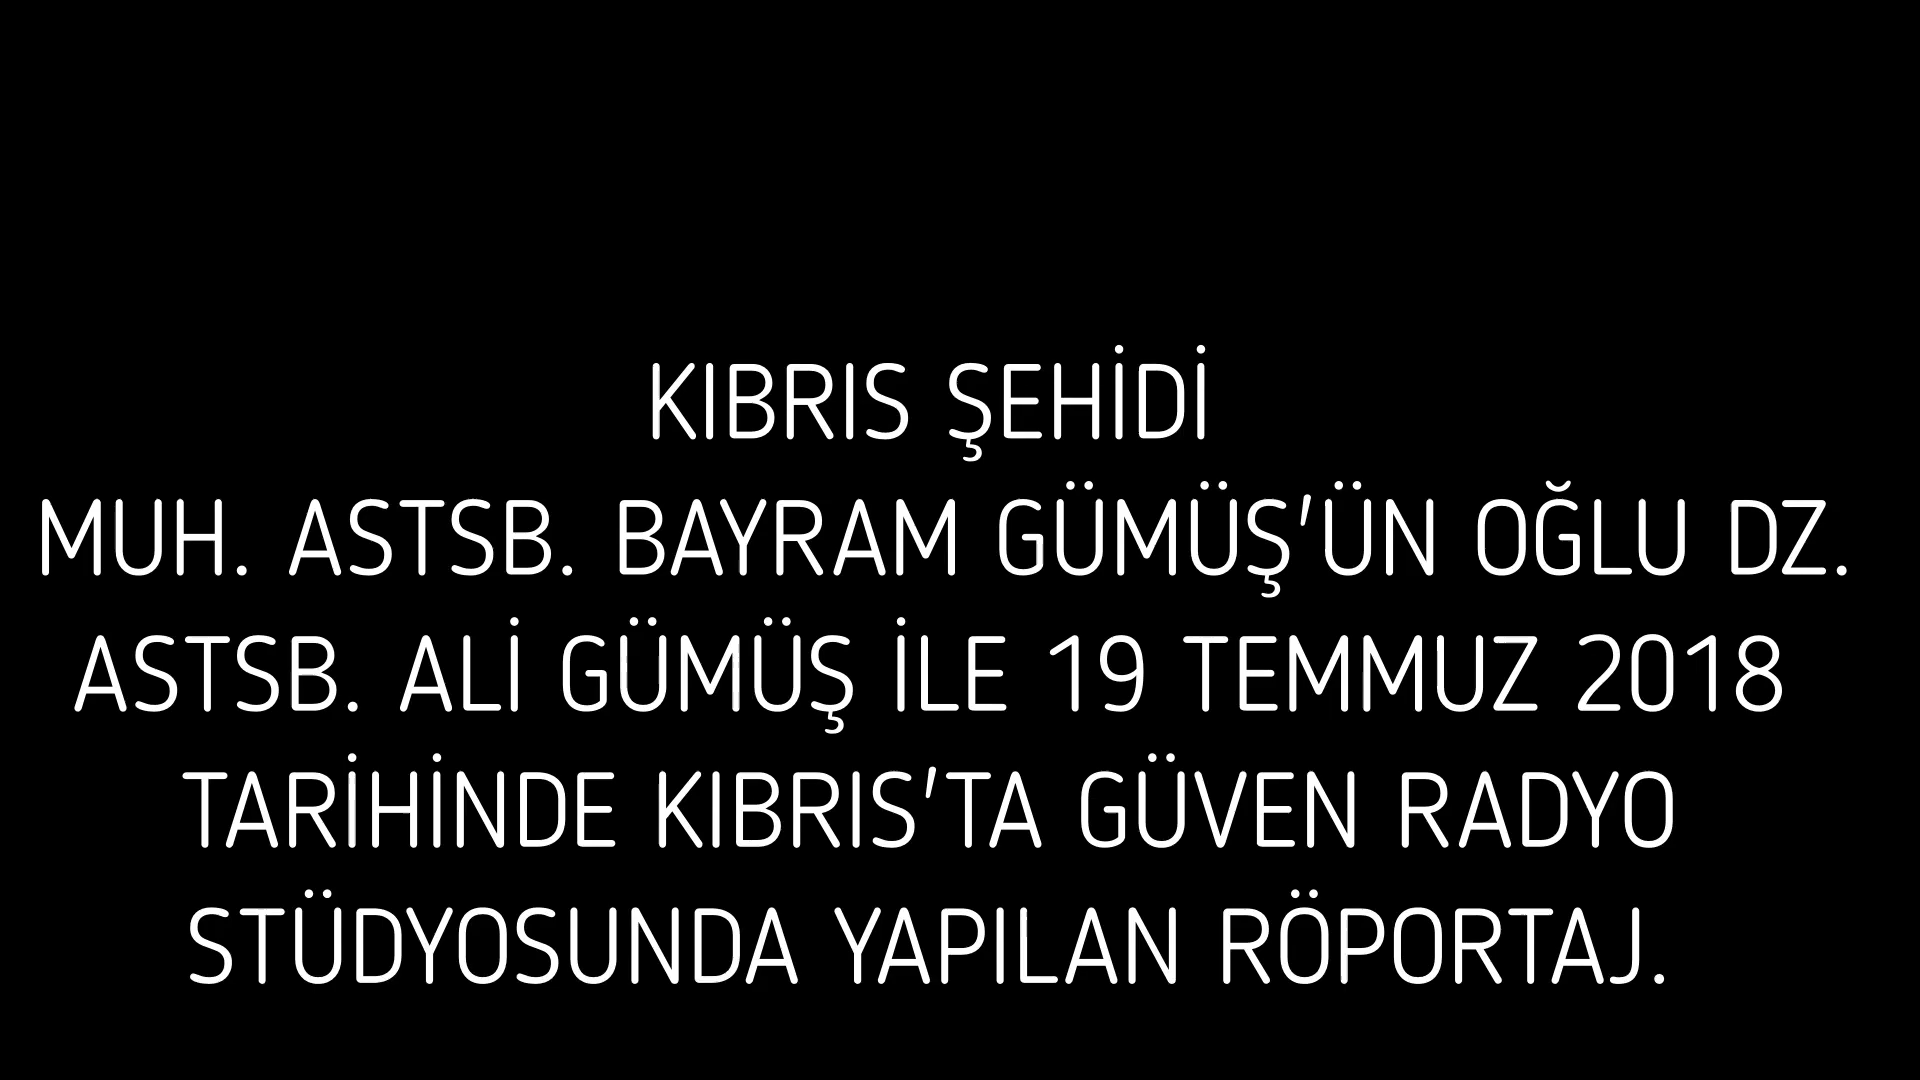 KIBRIS ŞEHİDİ
MUH. ASTSB. BAYRAM GÜMÜŞ'ÜN OĞLU DZ.
ASTSB. ALİ GÜMÜŞ İLE 19 TEMMUZ 2018
TARİHİNDE KIBRIS'TA GÜVEN RADYO
STÜDYOSUNDA YAPILAN RÖPORTAJ.